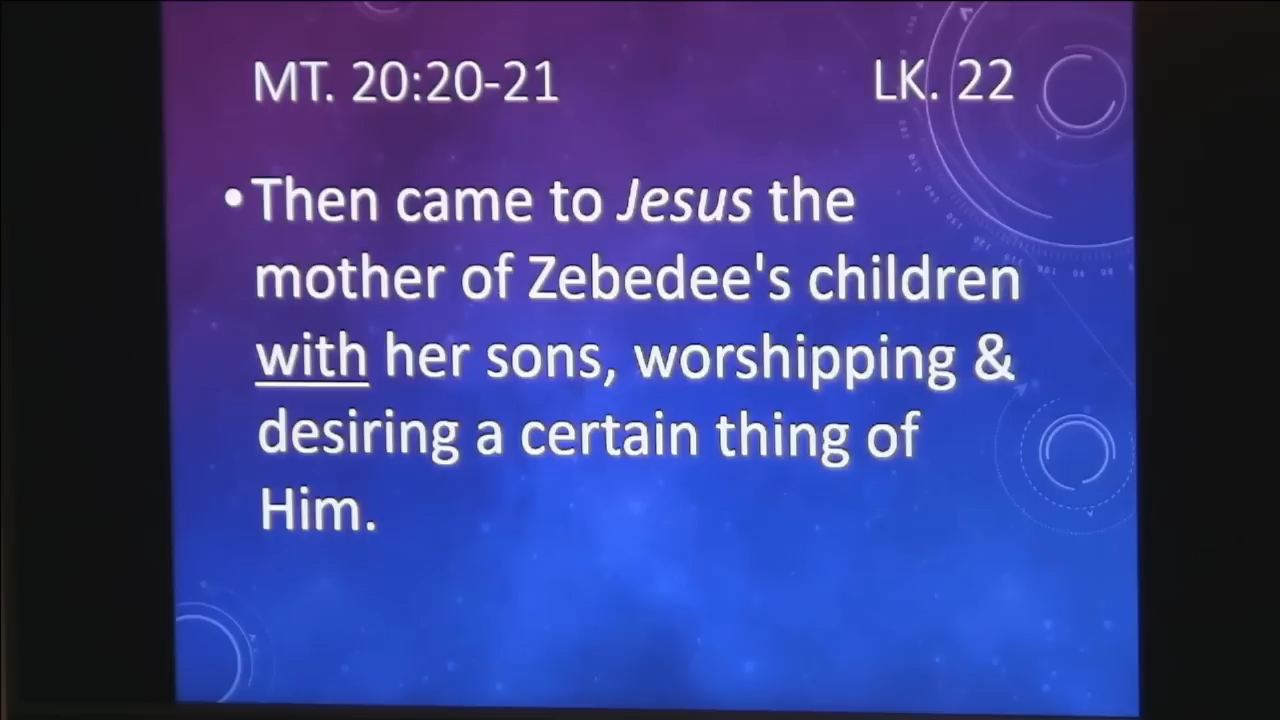 MT. 20:20-21 LK. 22
• Then came to Jesus the
mother of Zebedee's children
with her sons, worshipping &
desiring a certain thing of
Him.